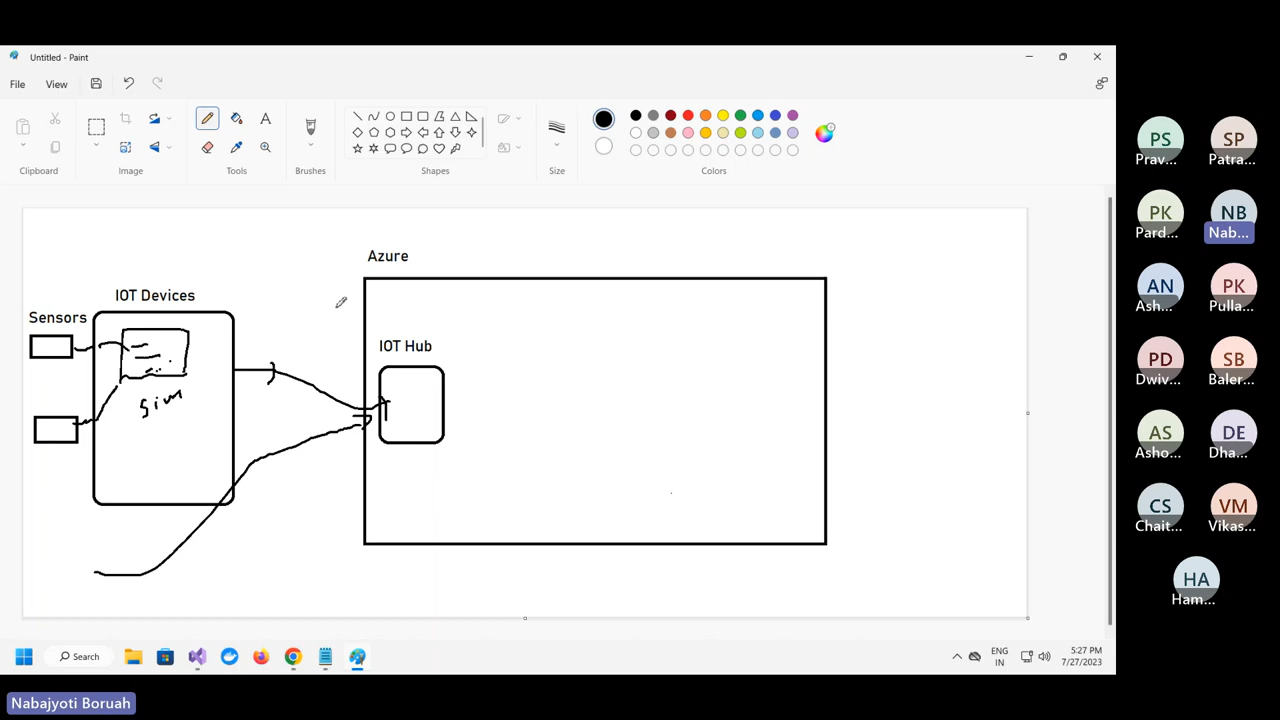 Untitled - Paint
File View
Clipboard Image Tools Brushes Shapes Size Colors
Azure
IOT Devices
Sensors
IOT Hub
Sim
Search
ENG
IN
5:27 PM
7/27/2023
PS SP
Prav... Patra...
PK NB
Pard... Nab...
AN PK
Ash... Pulla...
PD SB
Dwiv... Baler...
AS DE
Asho... Dha...
CS VM
Chait... Vikas...
HA
Ham...
Nabajyoti Boruah